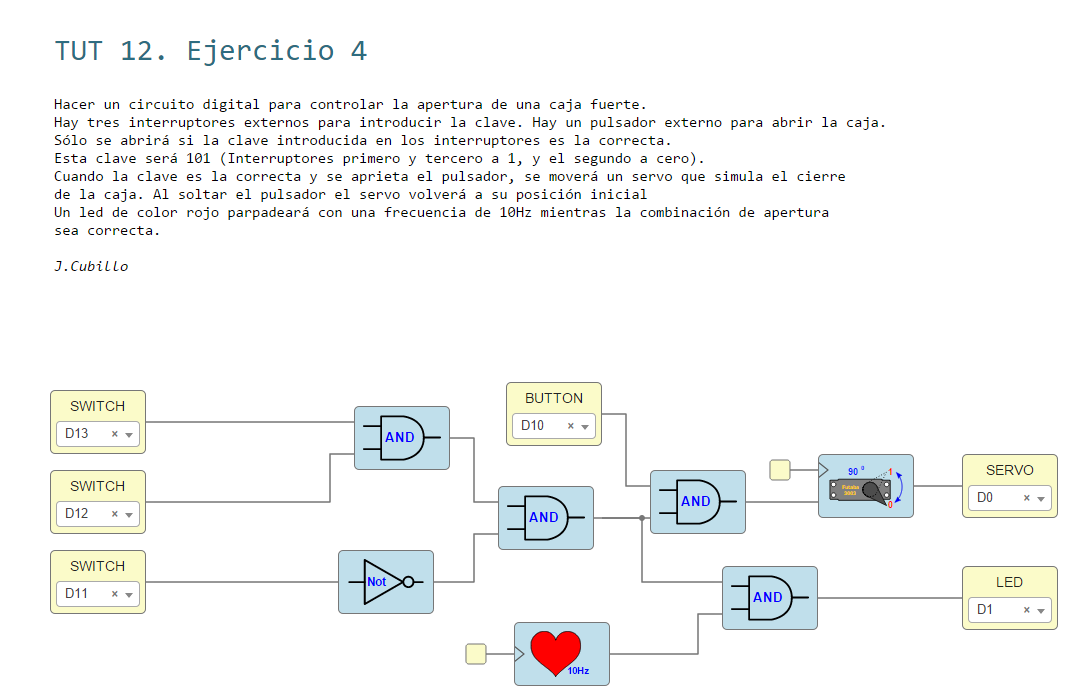 TUT 12. Ejercicio 4
Hacer un circuito digital para controlar la apertura de una caja fuerte.
Hay tres interruptores externos para introducir la clave. Hay un pulsador externo para abrir la caja.
Sólo se abrirá si la clave introducida en los interruptores es la correcta.
Esta clave será 101 (Interruptores primero y tercero a 1, y el segundo a cero).
Cuando la clave es la correcta y se aprieta el pulsador, se moverá un servo que simula el cierre
de la caja. Al soltar el pulsador el servo volverá a su posición inicial
Un led de color rojo parpadeará con una frecuencia de 10Hz mientras la combinación de apertura
sea correcta.
J.Cubillo
SWITCH
D13
AND
BUTTON
D10
SWITCH
D12
AND
AND
90 º
1
Futaba
3003
0
SERVO
D0
SWITCH
D11
Not
AND
LED
D1
10Hz